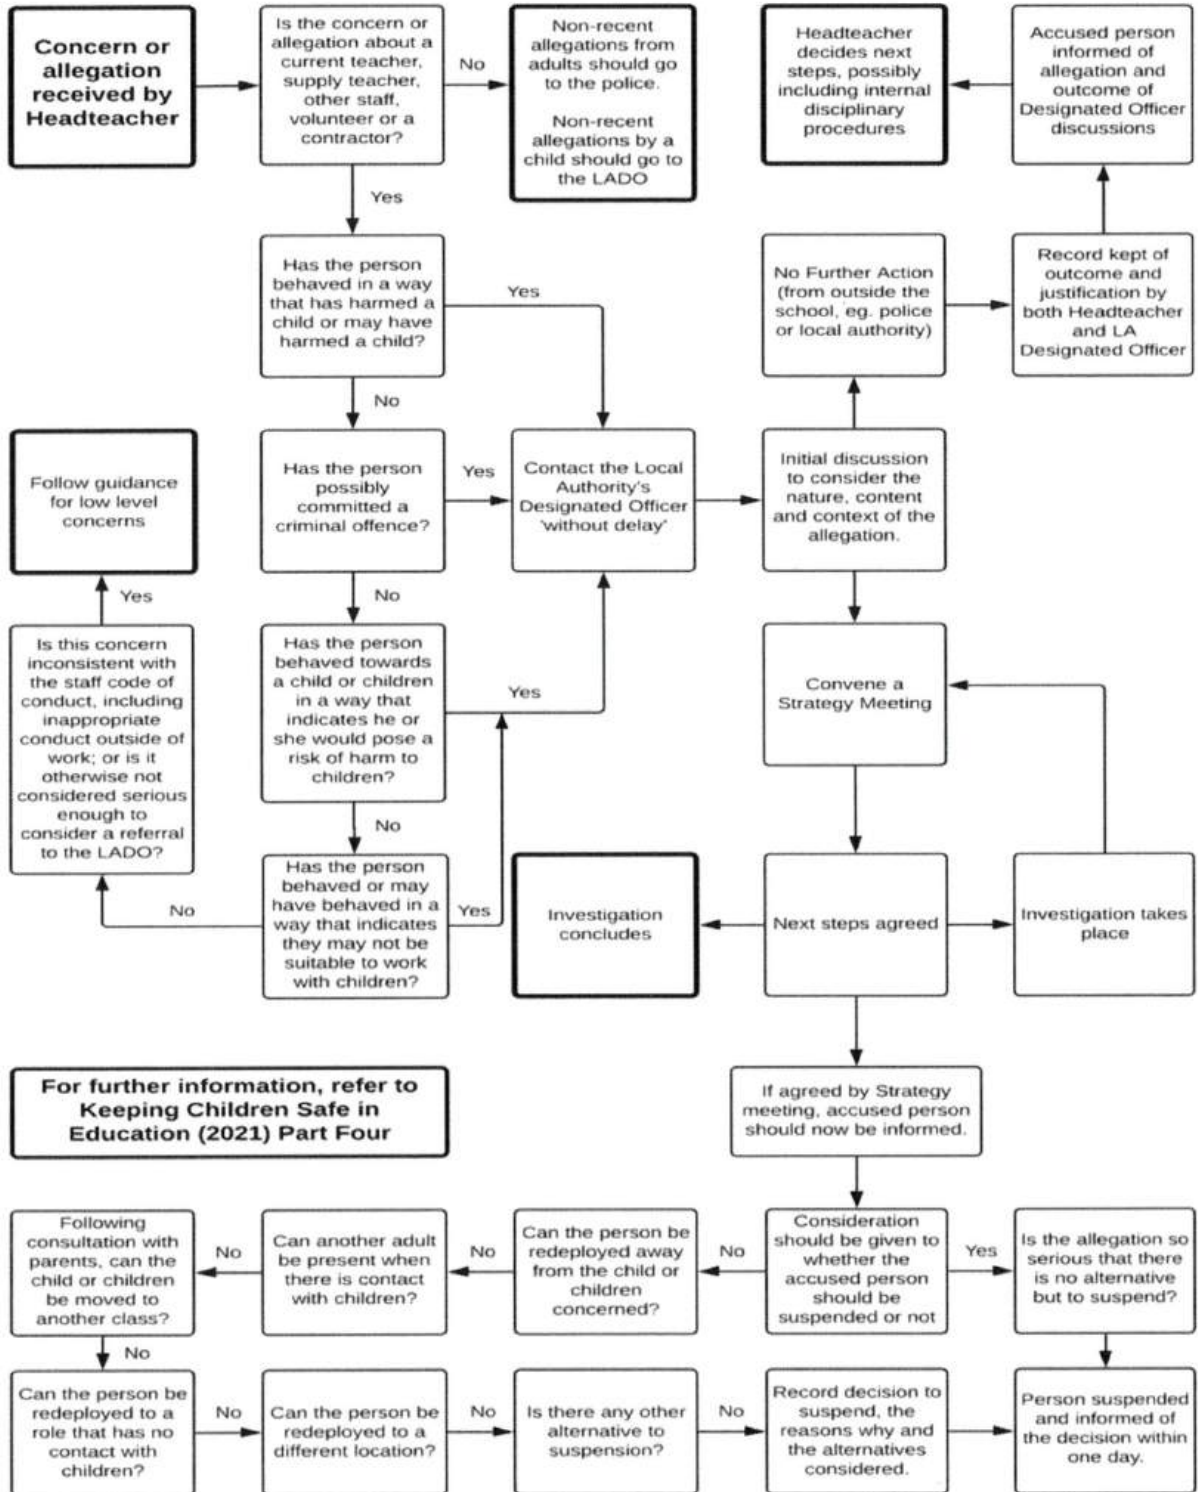 Concern or
allegation
received by
Headteacher
Is the concern or
allegation about a
current teacher,
supply teacher,
other staff,
volunteer or a
contractor?
No
Non-recent
allegations from
adults should go
to the police.
Non-recent
allegations by a
child should go to
the LADO
Headteacher
decides next
steps, possibly
including internal
disciplinary
procedures
Accused person
informed of
allegation and
outcome of
Designated Officer
discussions
Yes
Has the person
behaved in a way
that has harmed a
child or may have
harmed a child?
Yes
No Further Action
(from outside the
school, eg. police
or local authority)
Record kept of
outcome and
justification by
both Headteacher
and LA
Designated Officer
No
Follow guidance
for low level
concerns
Has the person
possibly
committed a
criminal offence?
Yes
Contact the Local
Authority's
Designated Officer
'without delay'
Initial discussion
to consider the
nature, content
and context of the
allegation.
Yes
No
Is this concern
inconsistent with
the staff code of
conduct, including
inappropriate
conduct outside of
work; or is it
otherwise not
considered serious
enough to
consider a referral
to the LADO?
Has the person
behaved towards
a child or children
in a way that
indicates he or
she would pose a
risk of harm to
children?
Yes
Convene a
Strategy Meeting
No
No
Has the person
behaved or may
have behaved in a
way that indicates
they may not be
suitable to work
with children?
Yes
Investigation
concludes
Next steps agreed
Investigation takes
place
For further information, refer to
Keeping Children Safe in
Education (2021) Part Four
If agreed by Strategy
meeting, accused person
should now be informed.
Following
consultation with
parents, can the
child or children
be moved to
another class?
No
Can another adult
be present when
there is contact
with children?
No
Can the person be
redeployed away
from the child or
children
concerned?
No
Consideration
should be given to
whether the
accused person
should be
suspended or not
Yes
Is the allegation so
serious that there
is no alternative
but to suspend?
No
Can the person be
redeployed to a
role that has no
contact with
children?
No
Can the person be
redeployed to a
different location?
No
Is there any other
alternative to
suspension?
No
Record decision to
suspend, the
reasons why and
the alternatives
considered.
Person suspended
and informed of
the decision within
one day.